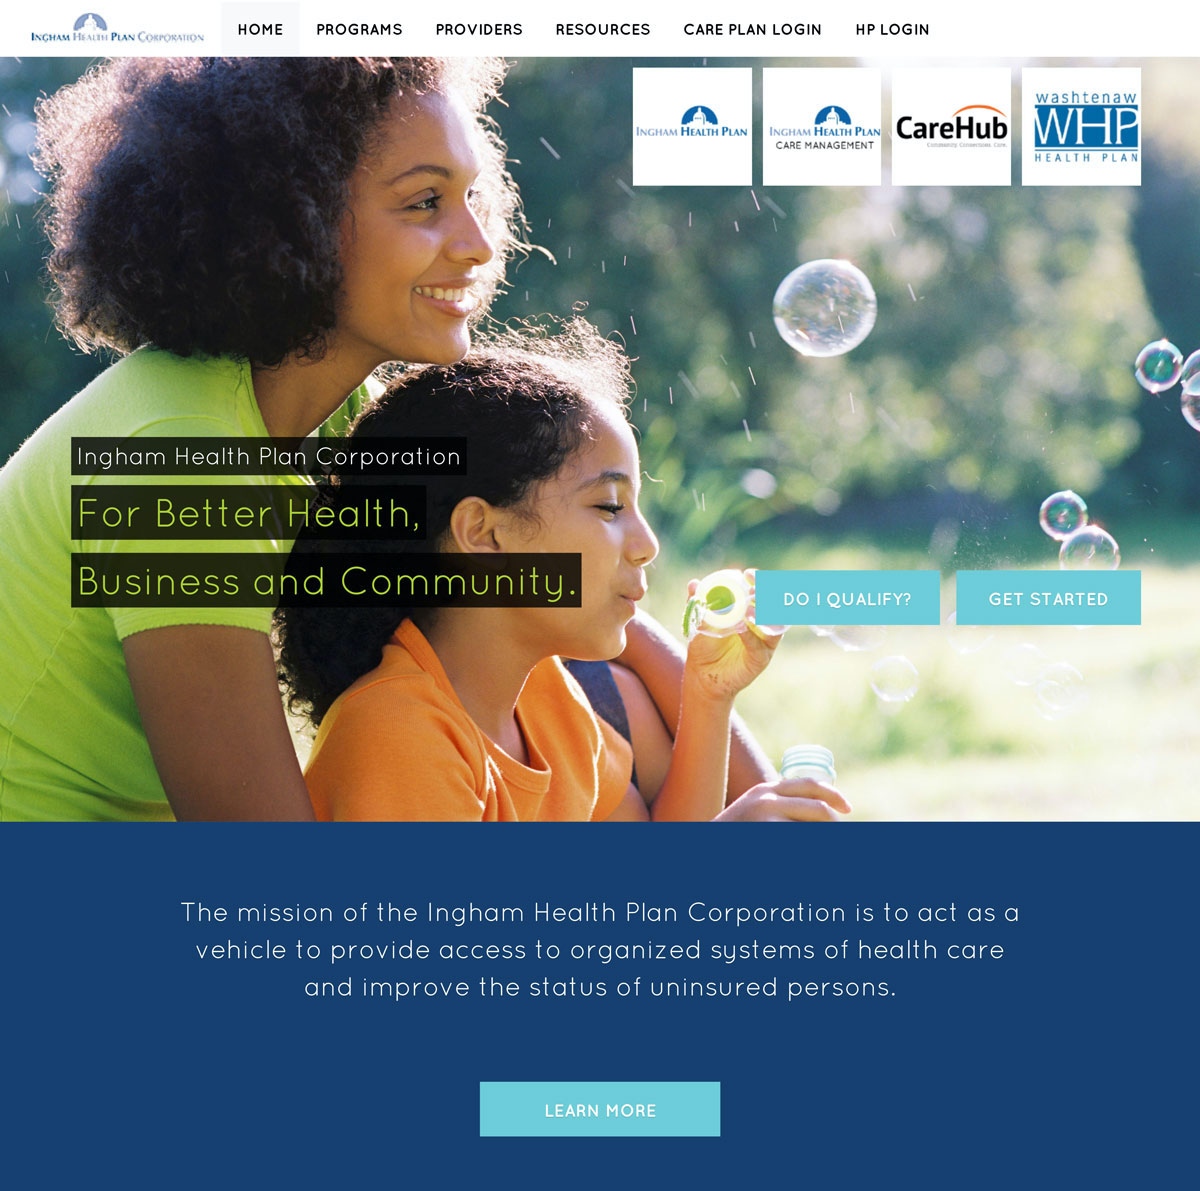 INGHAM HEALTH PLAN CORPORATION
HOME PROGRAMS PROVIDERS RESOURCES CARE PLAN LOGIN HP LOGIN
INGHAM HEALTH PLAN
INGHAM HEALTH PLAN
CARE MANAGEMENT
CareHub
Community. Connections. Care.
washtenaw
WHP
HEALTH PLAN
Ingham Health Plan Corporation
For Better Health,
Business and Community.
DO I QUALIFY?
GET STARTED
The mission of the Ingham Health Plan Corporation is to act as a
vehicle to provide access to organized systems of health care
and improve the status of uninsured persons.
LEARN MORE